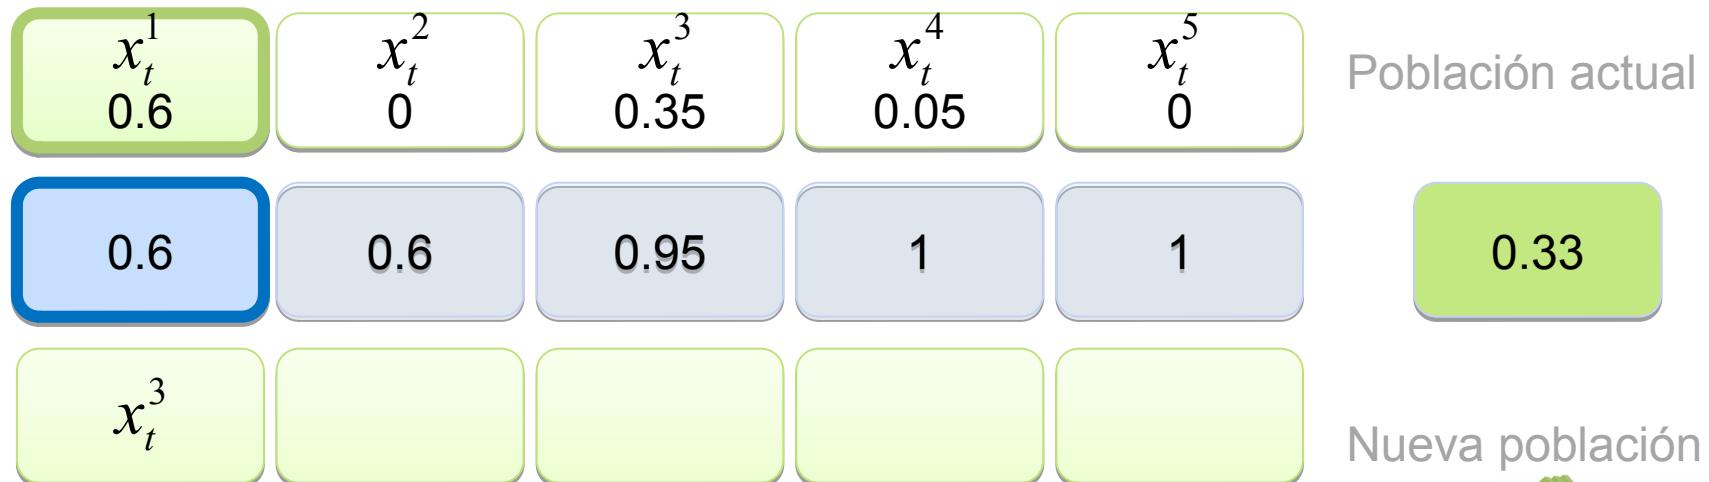 x_t^1 x_t^2 x_t^3 x_t^4 x_t^5
0.6 0 0.35 0.05 0
Población actual
0.6 0.6 0.95 1 1 0.33
x_t^3
Nueva población